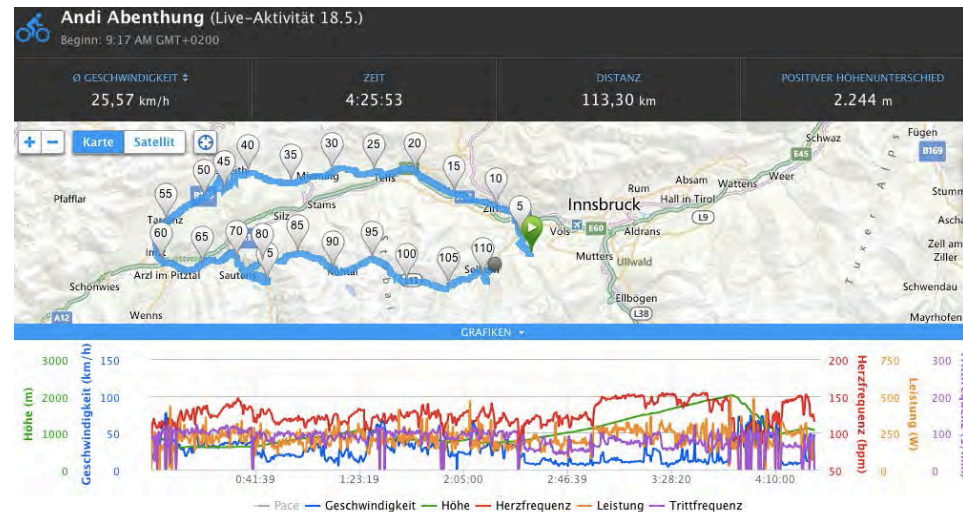 Andi Abenthung (Live-Aktivität 18.5.)
Beginn: 9:17 AM GMT+0200
Ø GESCHWINDIGKEIT
ZEIT
DISTANZ
POSITIVER HÖHENUNTERSCHIED
25,57 km/h
4:25:53
113,30 km
2.244 m
+ − Karte Satellit
Schwaz
Fügen
E45
B169
40
30
25
20
35
45
50
15
10
55
5
Mieming
Telfs
Absam
Wattens
Weer
Rum
Hall in Tirol
Pfafflar
Stams
Innsbruck
Silz
L9
Völs
E60
Aldrans
60
65
70
80
85
90
95
100
105
110
Mutters
Ullwald
Zell am
Ziller
Arzl im Pitztal
Schönwies
Schwendau
Ellbögen
L38
A12
Wenns
Mayrhofen
GRAFIKEN
Höhe (m)
3000
2000
1000
0
Geschwindigkeit (km/h)
150
100
50
0
200
150
100
50
Herzfrequenz (bpm)
750
500
250
0
Leistung (W)
300
200
100
0
0:41:39
1:23:19
2:05:00
2:46:39
3:28:20
4:10:00
Pace
Geschwindigkeit
Höhe
Herzfrequenz
Leistung
Trittfrequenz